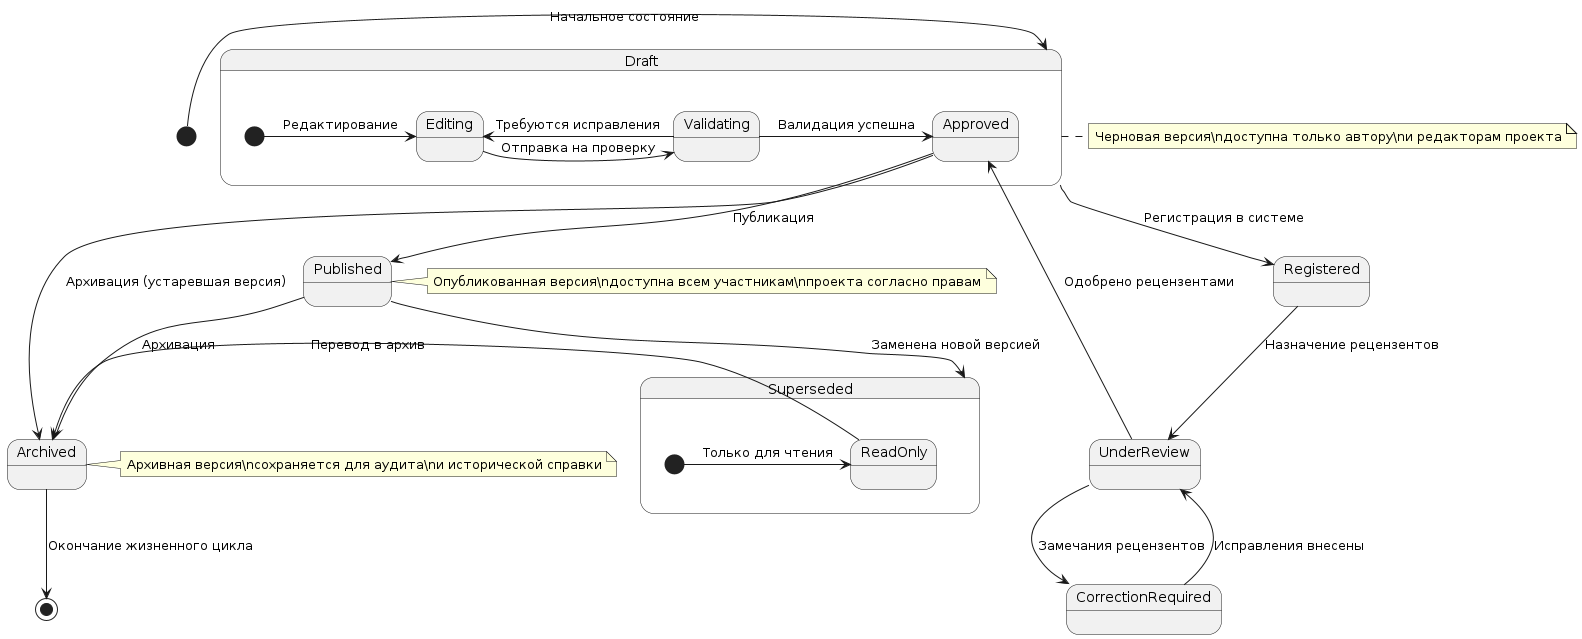 Начальное состояние
Draft
Редактирование
Editing
Требуются исправления
Отправка на проверку
Validating
Валидация успешна
Approved
Черновая версия\nдоступна только автору\nи редакторам проекта
Публикация
Регистрация в системе
Архивация (устаревшая версия)
Published
Опубликованная версия\nдоступна всем участникам\nпроекта согласно правам
Одобрено рецензентами
Registered
Архивация
Перевод в архив
Заменена новой версией
Назначение рецензентов
Superseded
Archived
Архивная версия\nсохраняется для аудита\nи исторической справки
Только для чтения
ReadOnly
UnderReview
Окончание жизненного цикла
Замечания рецензентов
Исправления внесены
CorrectionRequired